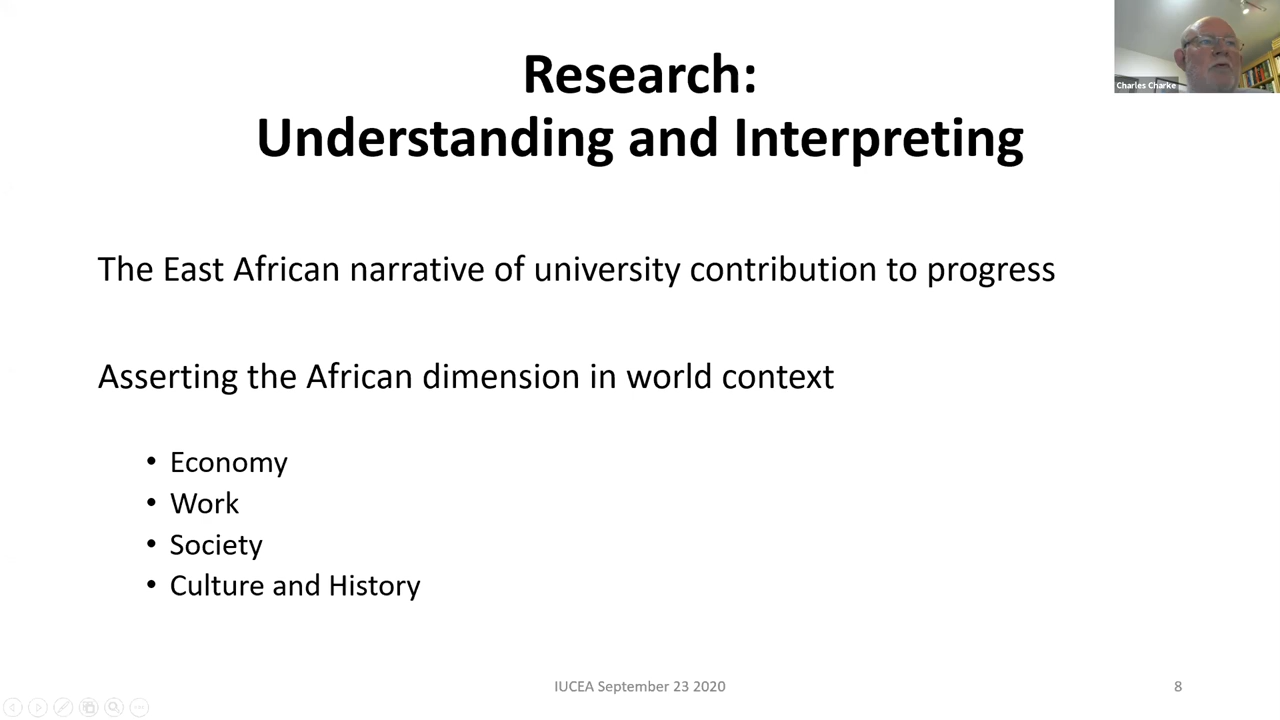 Charles Charke
Research:
Understanding and Interpreting
The East African narrative of university contribution to progress
Asserting the African dimension in world context
• Economy
• Work
• Society
• Culture and History
IUCEA September 23 2020
8